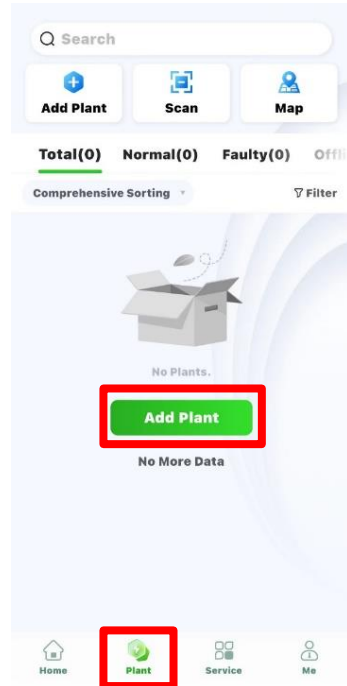 Search
Add Plant Scan Map
Total(0) Normal(0) Faulty(0) Offli
Comprehensive Sorting Filter
No Plants.
Add Plant
No More Data
Home Plant Service Me